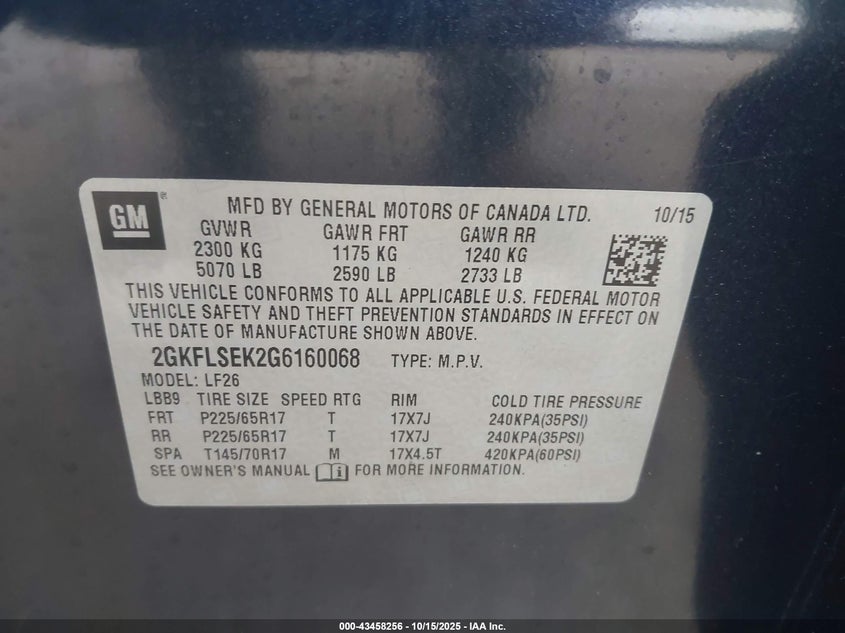 GM ® MFD BY GENERAL MOTORS OF CANADA LTD. 10/15
GVWR GAWR FRT GAWR RR
2300 KG 1175 KG 1240 KG
5070 LB 2590 LB 2733 LB
THIS VEHICLE CONFORMS TO ALL APPLICABLE U.S. FEDERAL MOTOR
VEHICLE SAFETY AND THEFT PREVENTION STANDARDS IN EFFECT ON
THE DATE OF MANUFACTURE SHOWN ABOVE.
2GKFLSEK2G6160068 TYPE: M.P.V.
MODEL: LF26
LBB9 TIRE SIZE SPEED RTG RIM COLD TIRE PRESSURE
FRT P225/65R17 T 17X7J 240KPA(35PSI)
RR P225/65R17 T 17X7J 240KPA(35PSI)
SPA T145/70R17 M 17X4.5T 420KPA(60PSI)
SEE OWNER'S MANUAL i FOR MORE INFORMATION.
000-43458256 - 10/15/2025 - IAA Inc.